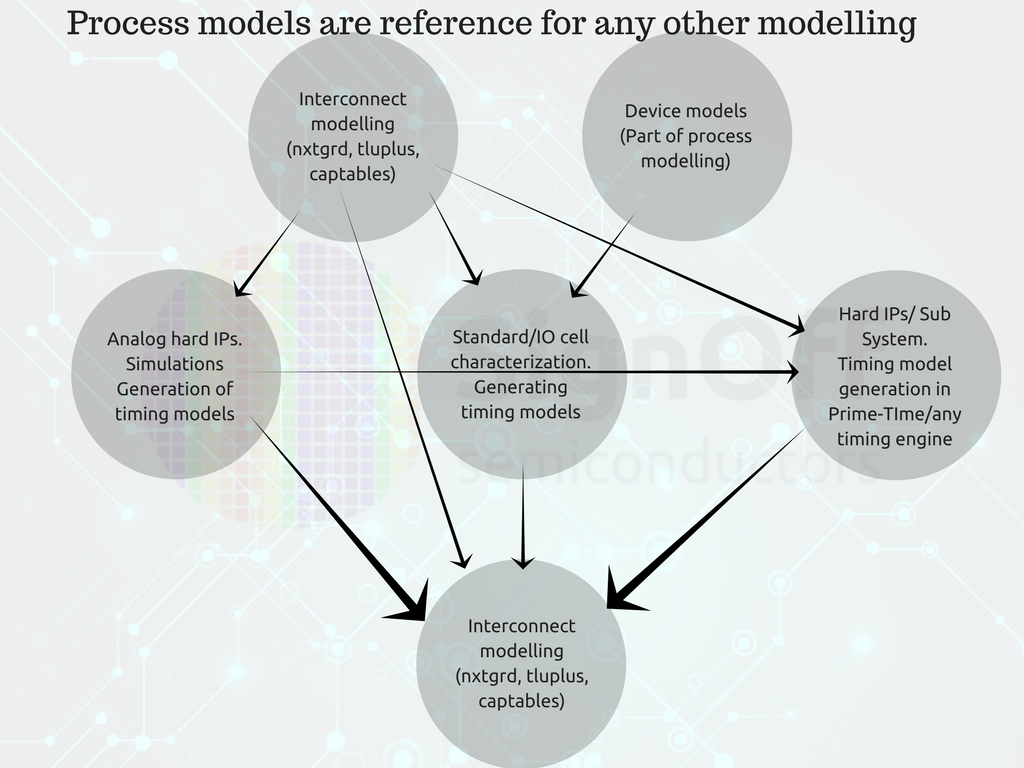 Process models are reference for any other modelling
Interconnect
modelling
(nxtgrd, tluplus,
captables)
Device models
(Part of process
modelling)
Analog hard IPs.
Simulations
Generation of
timing models
Standard/IO cell
characterization.
Generating
timing models
Hard IPs/ Sub
System.
Timing model
generation in
Prime-TIme/any
timing engine
SignOff
semiconductors
Interconnect
modelling
(nxtgrd, tluplus,
captables)